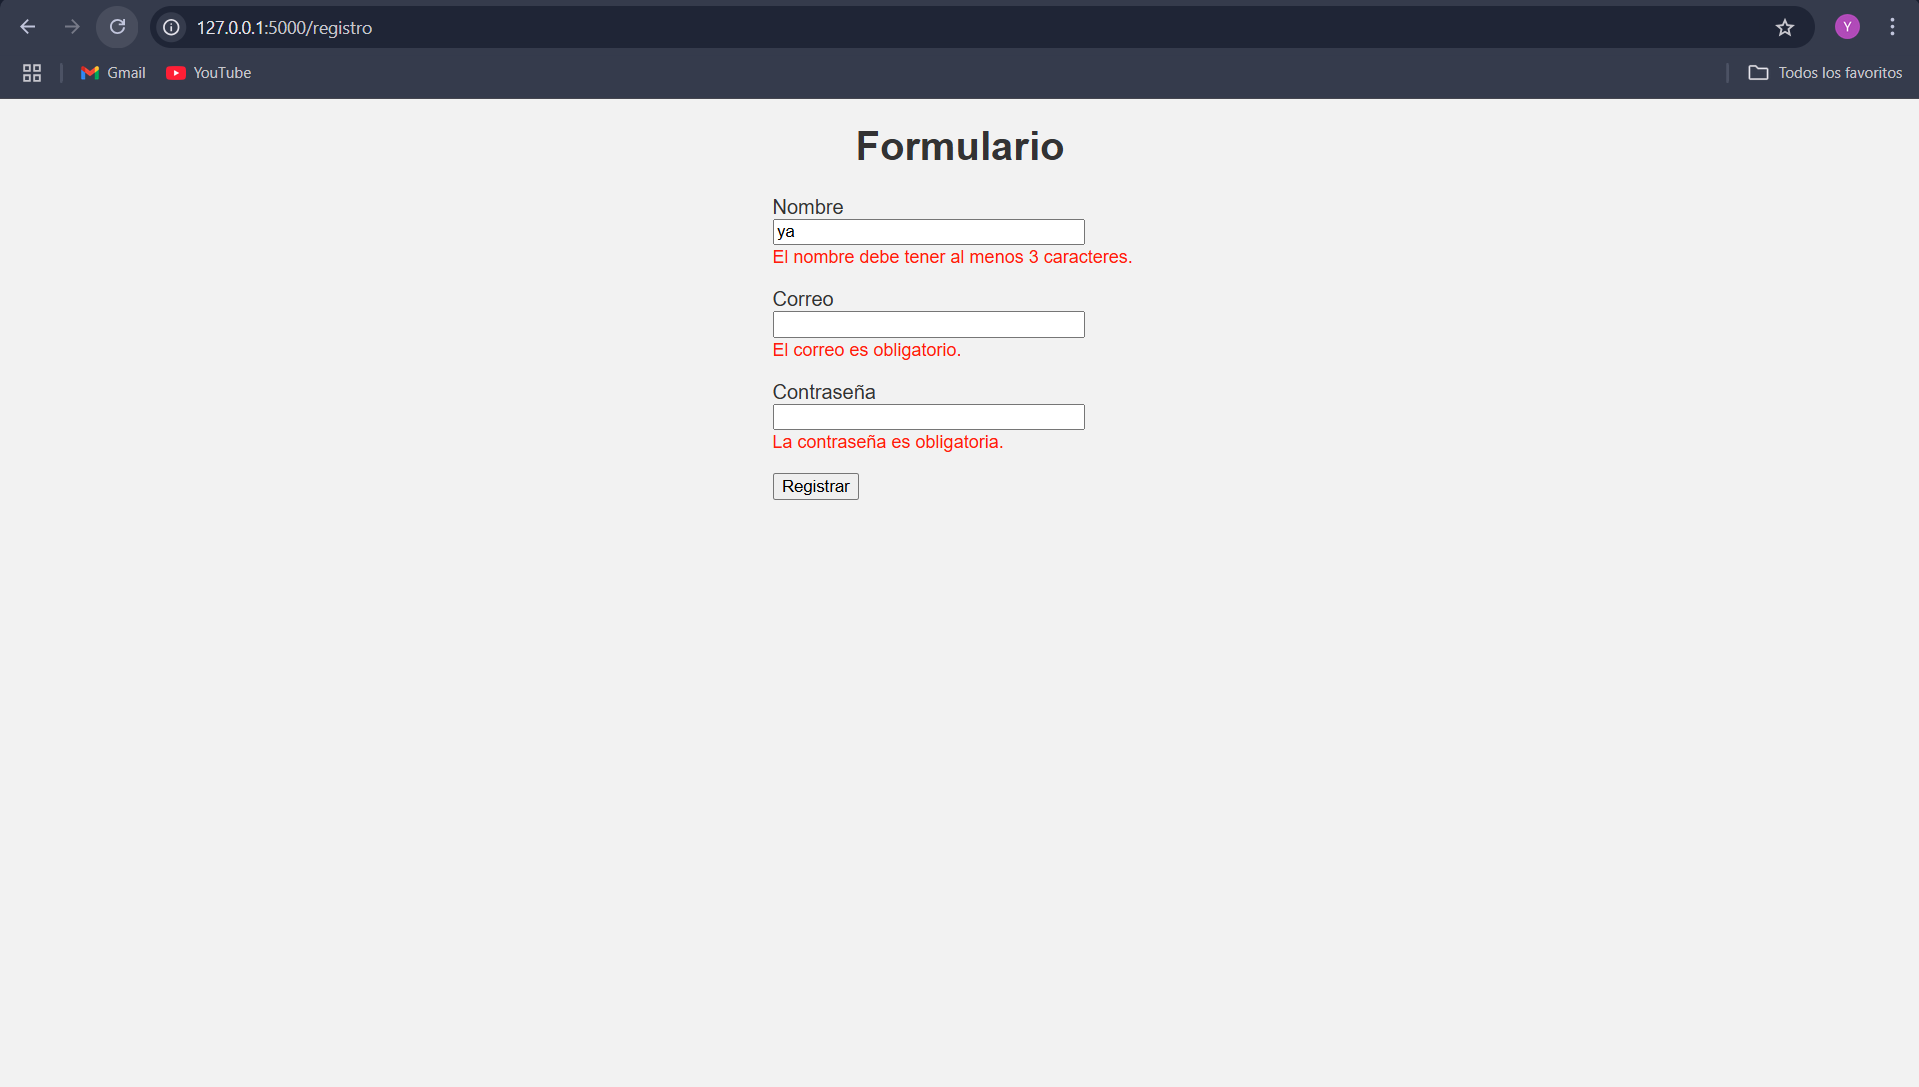 127.0.0.1:5000/registro
Y
Gmail
YouTube
Todos los favoritos
Formulario
Nombre
ya
El nombre debe tener al menos 3 caracteres.
Correo
El correo es obligatorio.
Contraseña
La contraseña es obligatoria.
Registrar